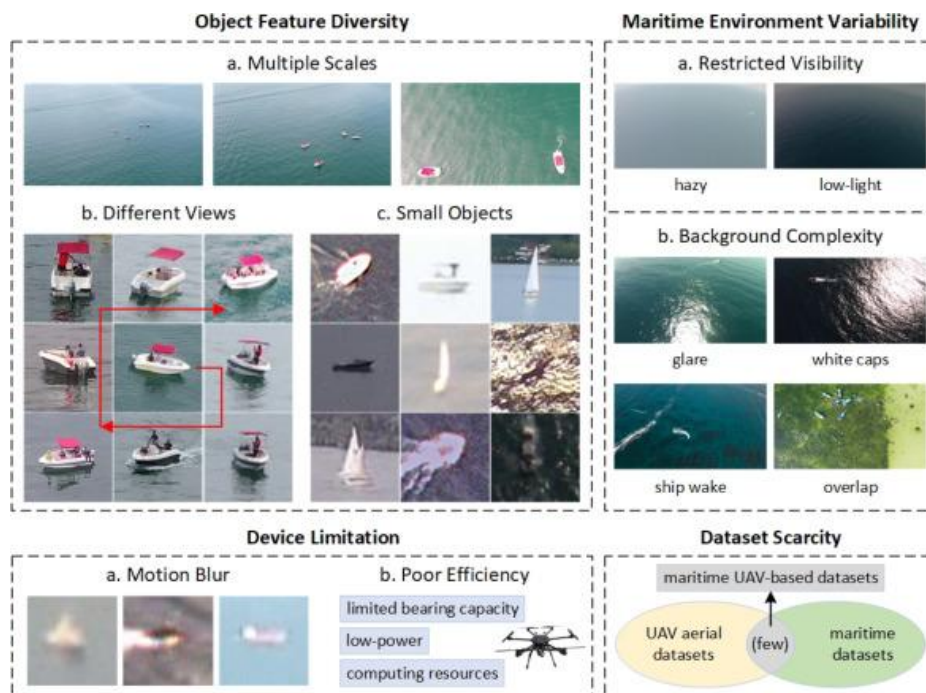 Object Feature Diversity
a. Multiple Scales
b. Different Views
c. Small Objects
Maritime Environment Variability
a. Restricted Visibility
hazy
low-light
b. Background Complexity
glare
white caps
ship wake
overlap
Device Limitation
a. Motion Blur
b. Poor Efficiency
limited bearing capacity
low-power
computing resources
Dataset Scarcity
maritime UAV-based datasets
UAV aerial
datasets
(few)
maritime
datasets